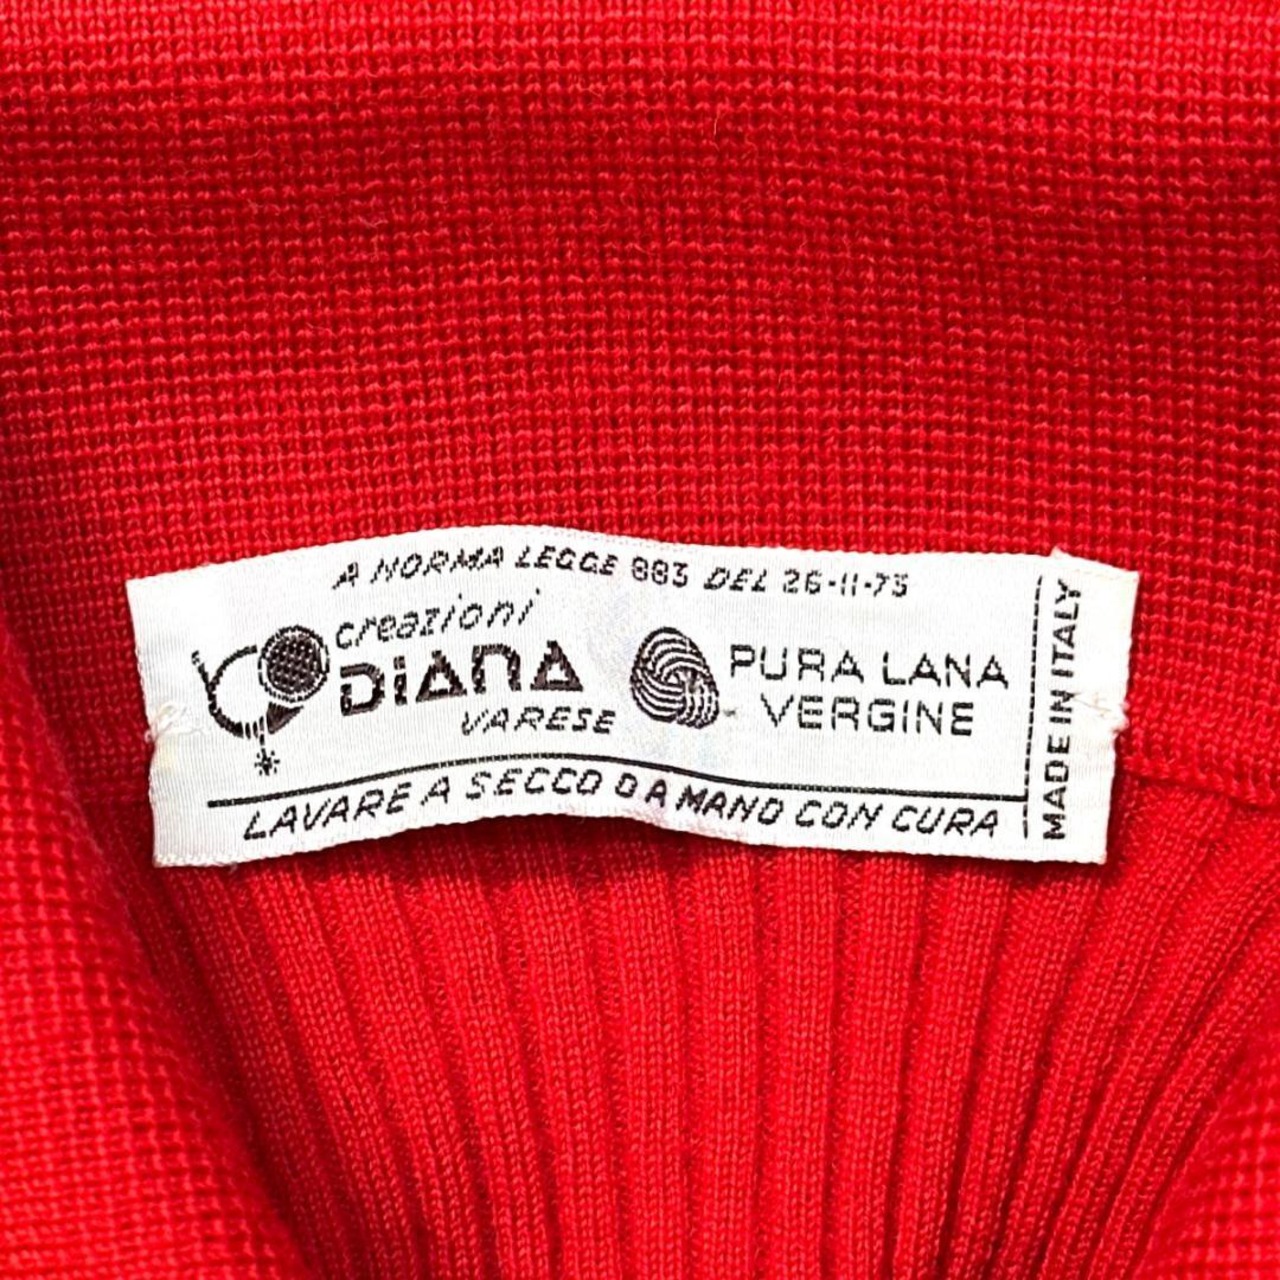 A NORMA LEGGE 883 DEL 26-11-73
creazioni
DIANA
VARESE
PURA LANA
VERGINE
LAVARE A SECCO O A MANO CON CURA
MADE IN ITALY